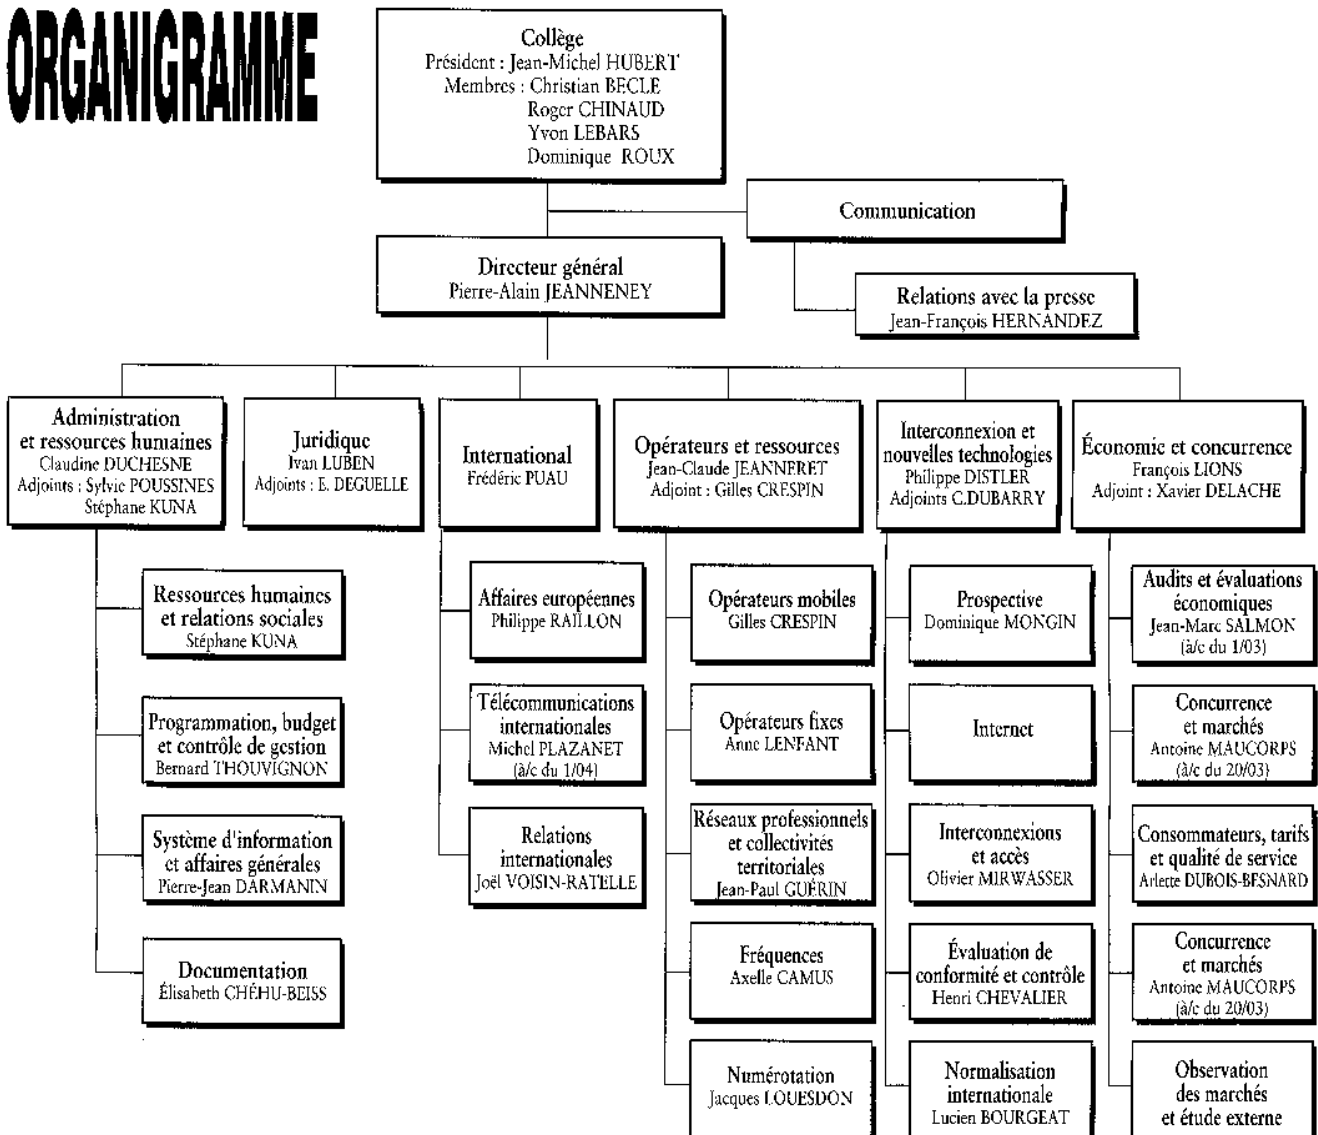 ORGANIGRAMME
Collège
Président : Jean-Michel HUBERT
Membres : Christian BECLE
Roger CHINAUD
Yvon LEBARS
Dominique ROUX
Communication
Directeur général
Pierre-Alain JEANNENEY
Relations avec la presse
Jean-François HERNANDEZ
Administration
et ressources humaines
Claudine DUCHESNE
Adjoints : Sylvie POUSSINES
Stéphane KUNA
Juridique
Ivan LUBEN
Adjoints : E. DEGUELLE
International
Frédéric PUAU
Opérateurs et ressources
Jean-Claude JEANNERET
Adjoint : Gilles CRESPIN
Interconnexion et
nouvelles technologies
Philippe DISTLER
Adjoints C.DUBARRY
Économie et concurrence
François LIONS
Adjoint : Xavier DELACHE
Ressources humaines
et relations sociales
Stéphane KUNA
Programmation, budget
et contrôle de gestion
Bernard THOUVIGNON
Système d'information
et affaires générales
Pierre-Jean DARMANIN
Documentation
Élisabeth CHÉHU-BEISS
Affaires européennes
Philippe RAILLON
Télécommunications
internationales
Michel PLAZANET
(à/c du 1/04)
Relations
internationales
Joël VOISIN-RATELLE
Opérateurs mobiles
Gilles CRESPIN
Opérateurs fixes
Anne LENFANT
Réseaux professionnels
et collectivités
territoriales
Jean-Paul GUÉRIN
Fréquences
Axelle CAMUS
Numérotation
Jacques LOUESDON
Prospective
Dominique MONGIN
Internet
Interconnexions
et accès
Olivier MIRWASSER
Évaluation de
conformité et contrôle
Henri CHEVALIER
Normalisation
internationale
Lucien BOURGEAT
Audits et évaluations
économiques
Jean-Marc SALMON
(à/c du 1/03)
Concurrence
et marchés
Antoine MAUCORPS
(à/c du 20/03)
Consommateurs, tarifs
et qualité de service
Arlette DUBOIS-BESNARD
Concurrence
et marchés
Antoine MAUCORPS
(à/c du 20/03)
Observation
des marchés
et étude externe